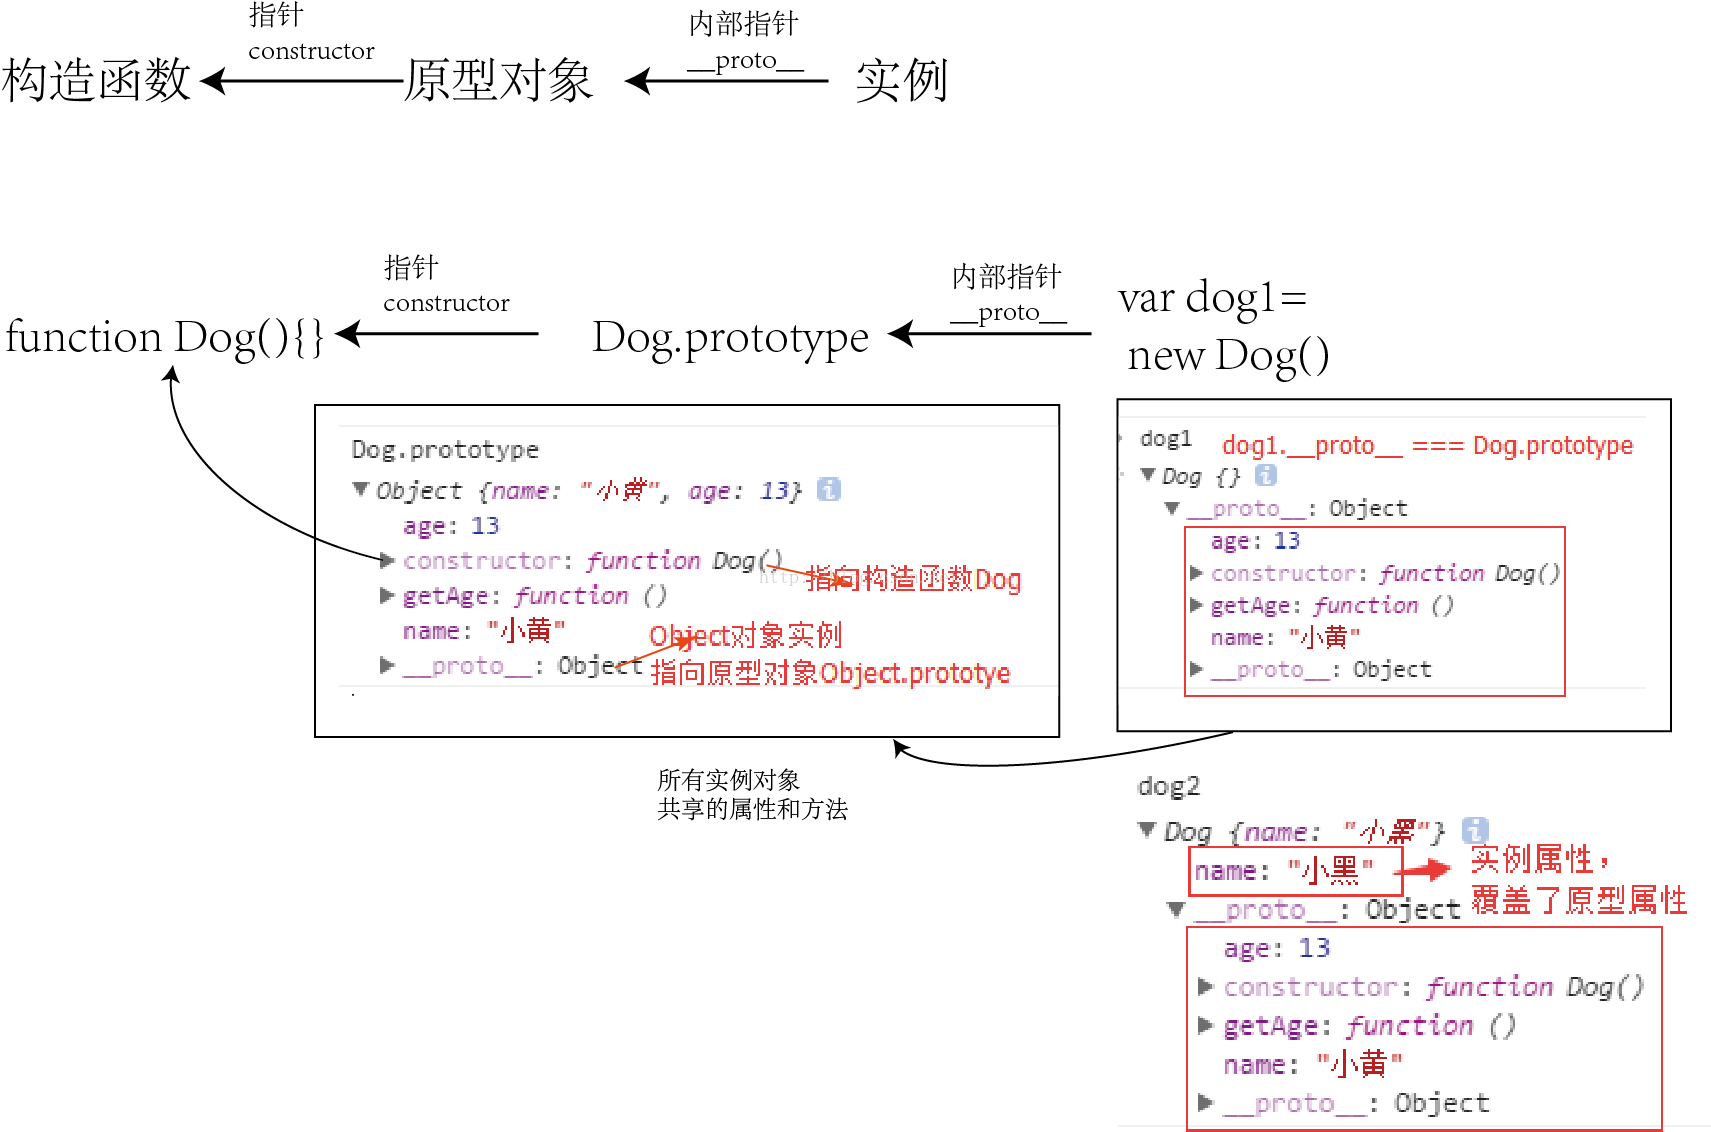 指针
constructor
内部指针
__proto__
构造函数
原型对象
实例
指针
constructor
内部指针
__proto__
function Dog(){}
Dog.prototype
var dog1=
new Dog()
Dog.prototype
Object {name: "小黄", age: 13}
age: 13
constructor: function Dog()
指向构造函数Dog
getAge: function ()
name: "小黄"
Object对象实例
__proto__: Object
指向原型对象Object.prototye
dog1
dog1.__proto__ === Dog.prototype
Dog {}
__proto__: Object
age: 13
constructor: function Dog()
getAge: function ()
name: "小黄"
__proto__: Object
所有实例对象
共享的属性和方法
dog2
Dog {name: "小黑"}
name: "小黑"
实例属性，
覆盖了原型属性
__proto__: Object
age: 13
constructor: function Dog()
getAge: function ()
name: "小黄"
__proto__: Object